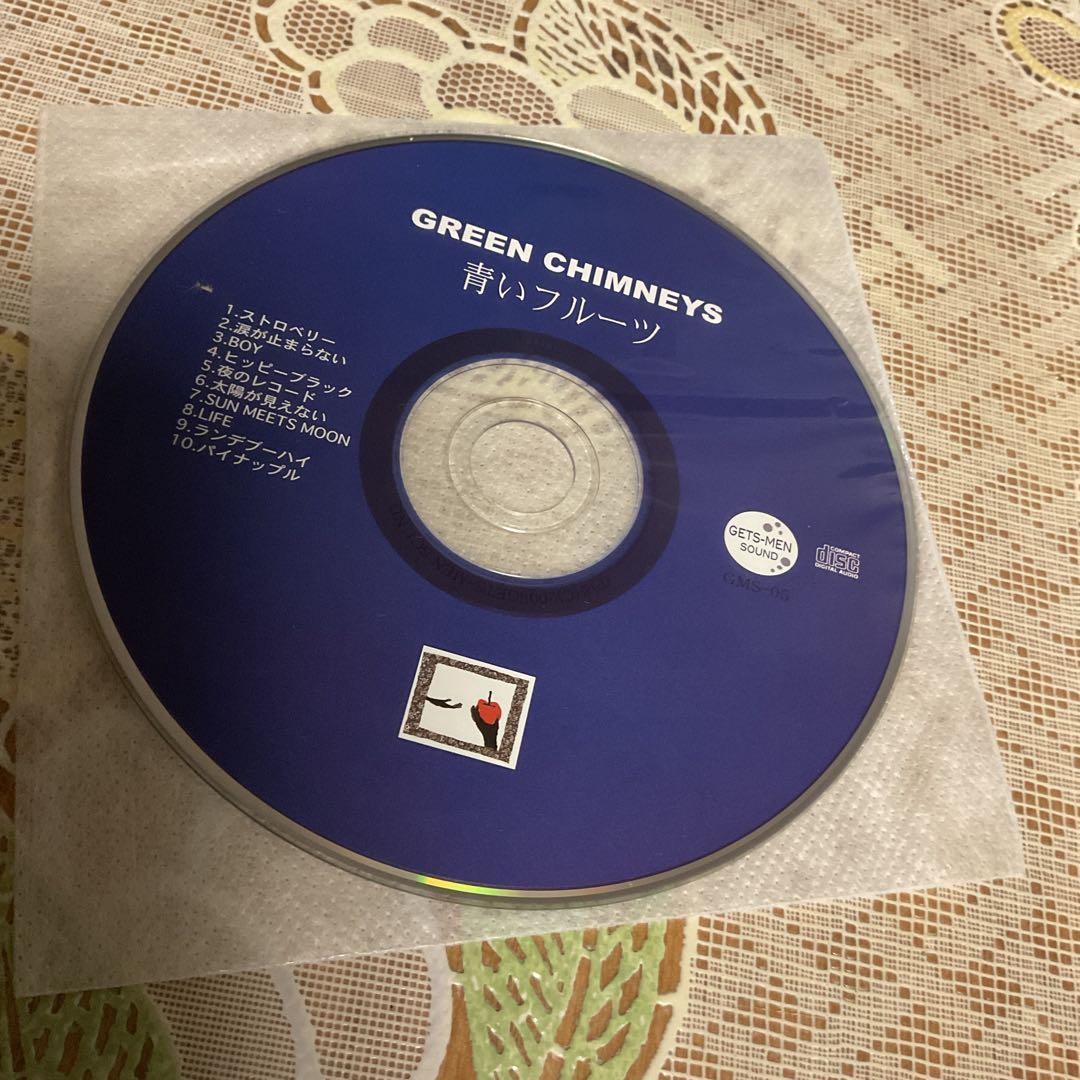 GREEN CHIMNEYS
青いフルーツ
1.ストロベリー
2.涙が止まらない
3.BOY
4.ヒッピーブラック
5.夜のレコード
6.太陽が見えない
7.SUN MEETS MOON
8.LIFE
9.ランデブーハイ
10.パイナップル
GETS-MEN
SOUND
GMS-05
COMPACT
disc
DIGITAL AUDIO